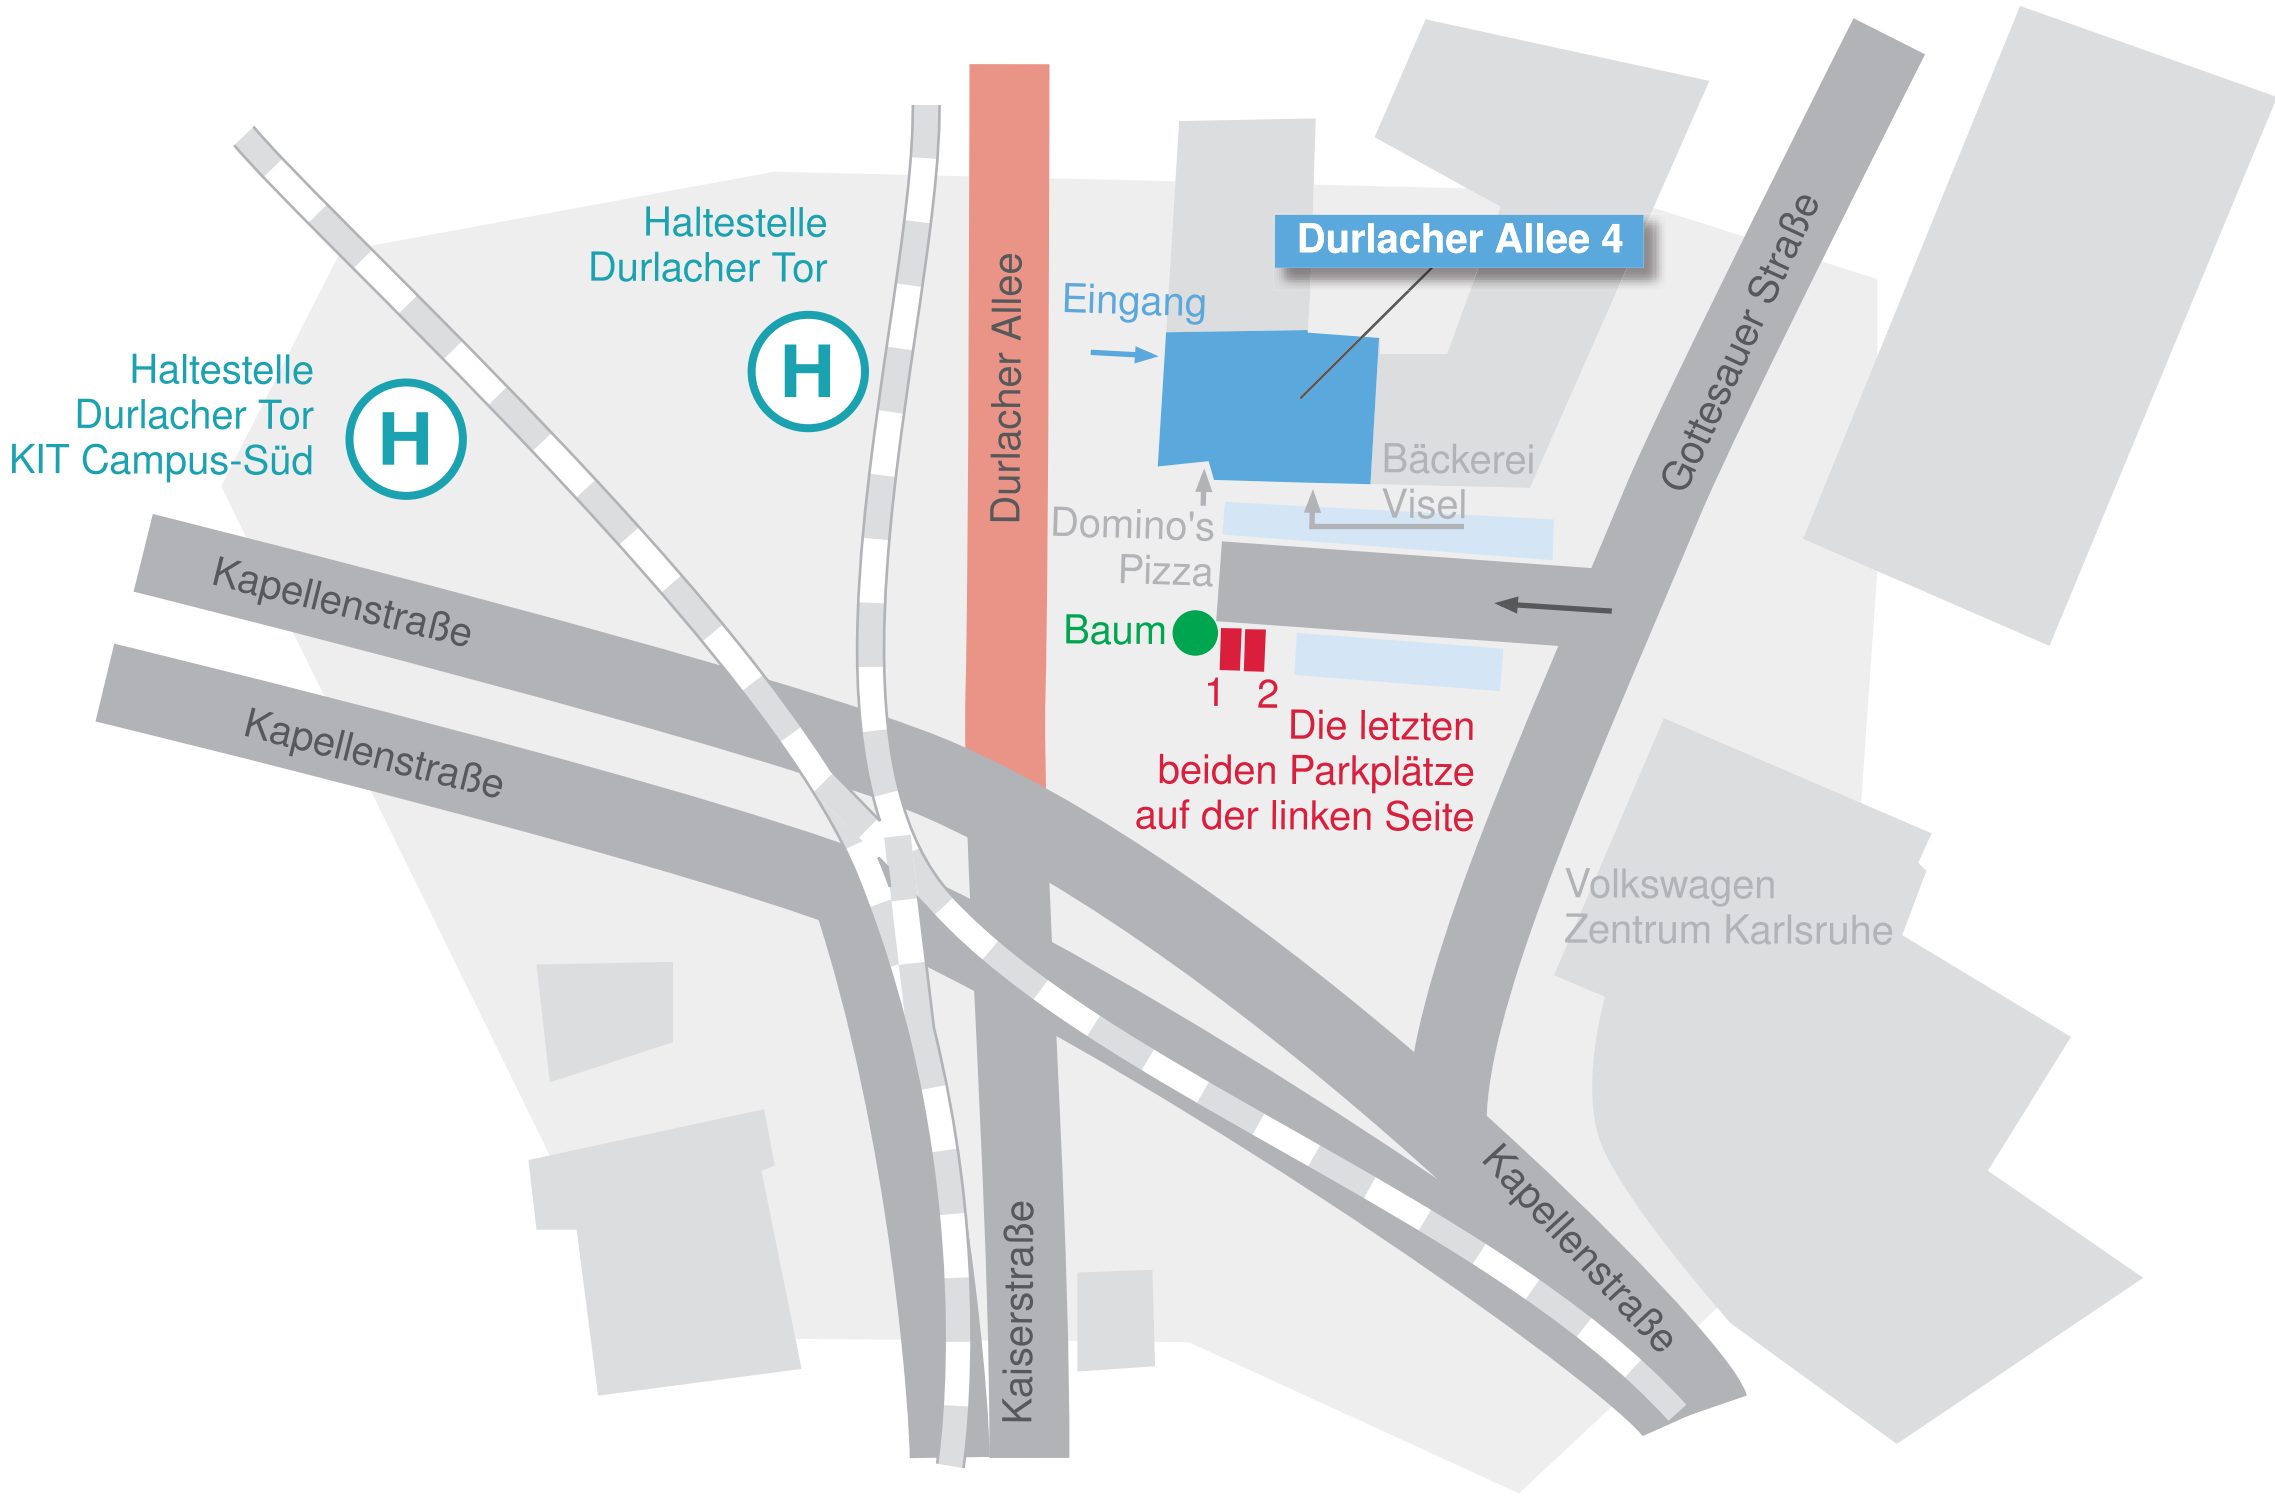 Haltestelle
Durlacher Tor
H
Haltestelle
Durlacher Tor
KIT Campus-Süd
H
Durlacher Allee
Eingang
Durlacher Allee 4
Gottesauer Straße
Bäckerei
Visel
Domino's
Pizza
Baum
1 2
Die letzten
beiden Parkplätze
auf der linken Seite
Kapellenstraße
Kapellenstraße
Volkswagen
Zentrum Karlsruhe
Kapellenstraße
Kaiserstraße